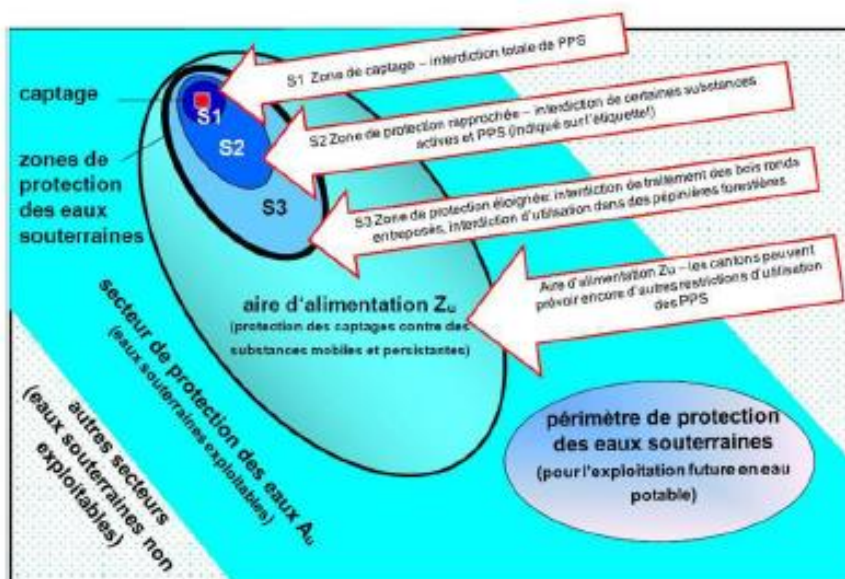 S1 Zone de captage – interdiction totale de PPS
captage
S1
S2 Zone de protection rapprochée – interdiction de certaines substances
actives et PPS (indiqué sur l'étiquette!)
S2
zones de
protection
des eaux
souterraines
S3
S3 Zone de protection éloignée: interdiction de traitement des bois ronds
entreposés, interdiction d'utilisation dans des pépinières forestières
Aire d'alimentation Zu – les cantons peuvent
prévoir encore d'autres restrictions d'utilisation
des PPS
aire d'alimentation Zu
(protection des captages contre des
substances mobiles et persistantes)
secteur de protection des eaux Au
(eaux souterraines exploitables)
autres secteurs
(eaux souterraines non
exploitables)
périmètre de protection
des eaux souterraines
(pour l'exploitation future en eau
potable)